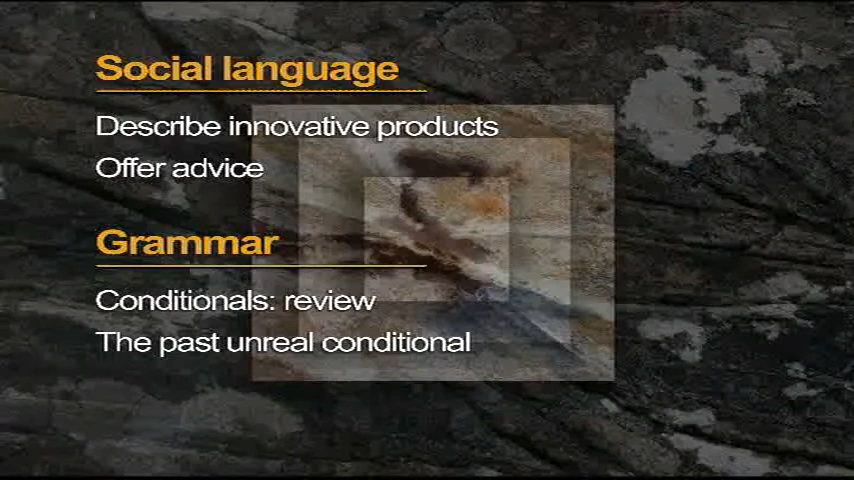 Social language
Describe innovative products
Offer advice
Grammar
Conditionals: review
The past unreal conditional